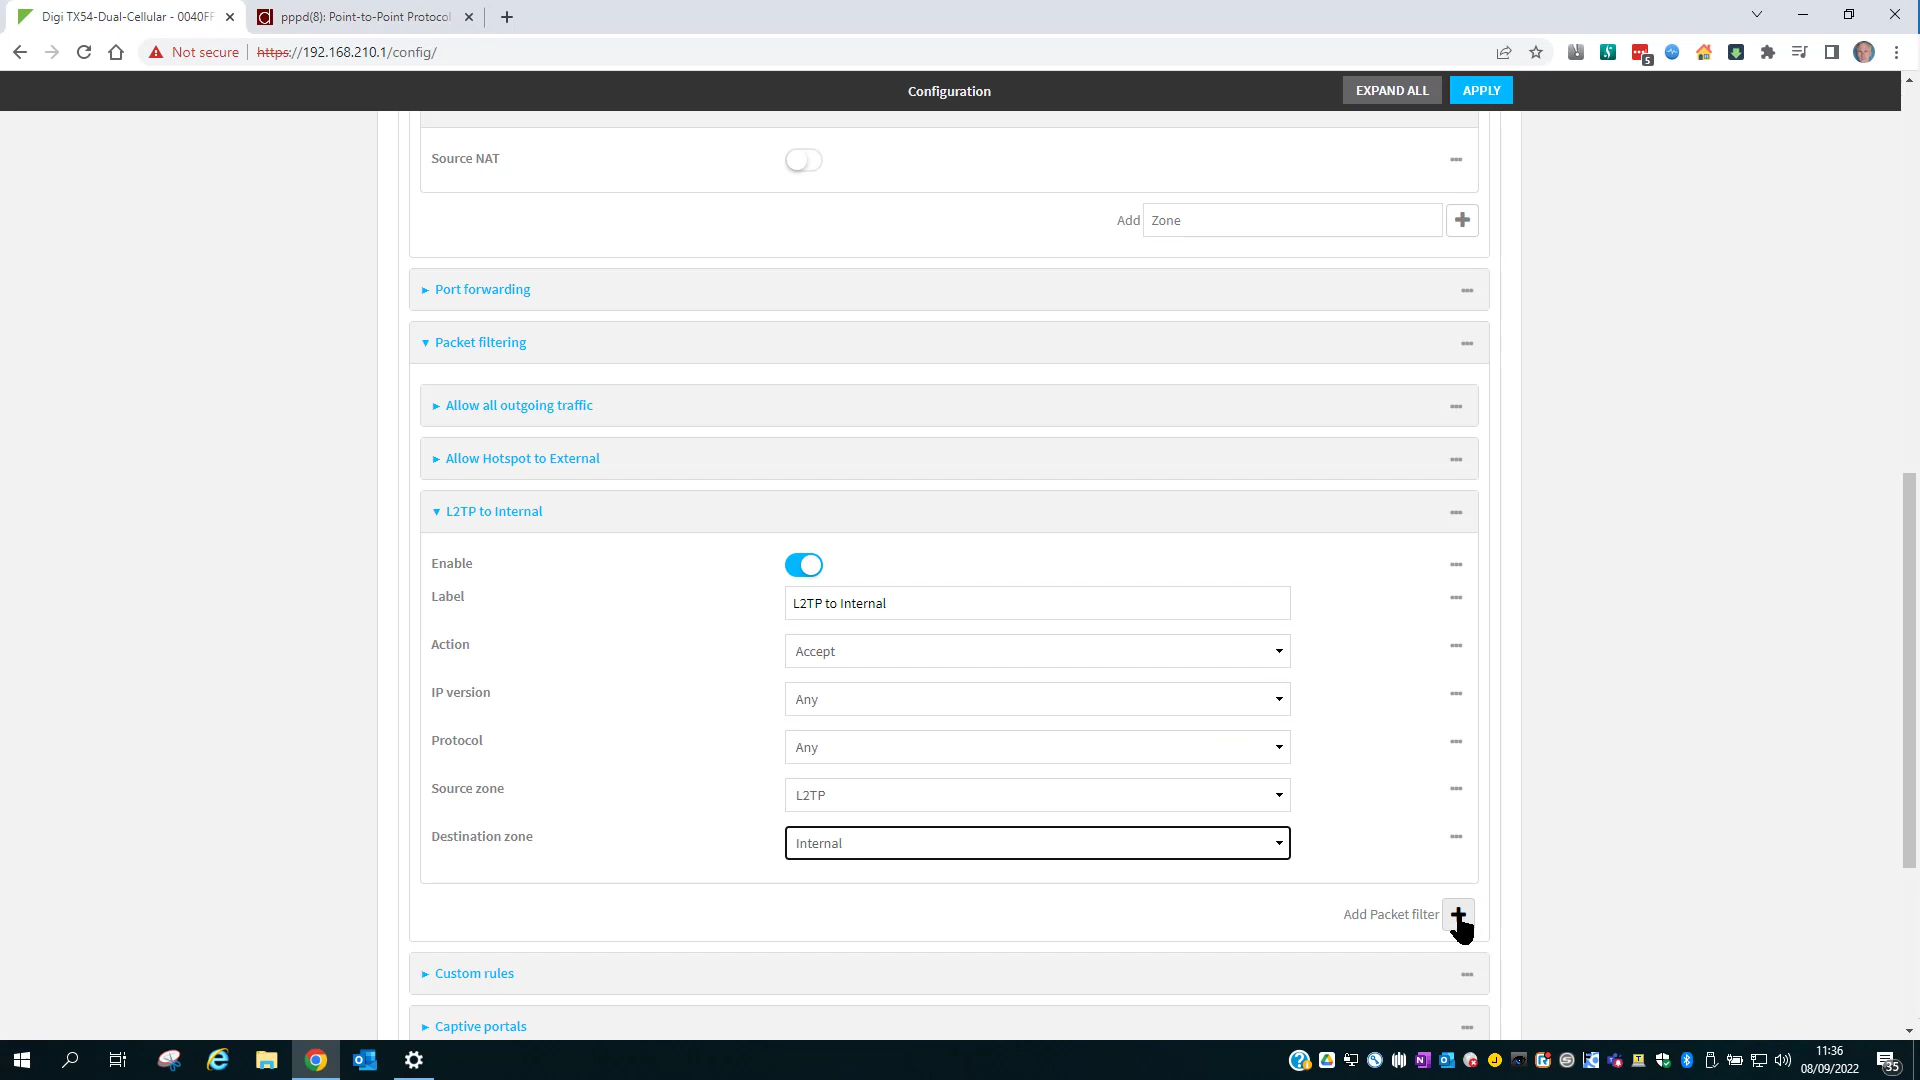 Digi TX54-Dual-Cellular - 0040FF
pppd(8): Point-to-Point Protocol
Not secure
https://192.168.210.1/config/
5
Configuration
EXPAND ALL
APPLY
Source NAT
Add
Zone
Port forwarding
Packet filtering
Allow all outgoing traffic
Allow Hotspot to External
L2TP to Internal
Enable
Label
L2TP to Internal
Action
Accept
IP version
Any
Protocol
Any
Source zone
L2TP
Destination zone
Internal
Add Packet filter
Custom rules
Captive portals
11:36
08/09/2022
35